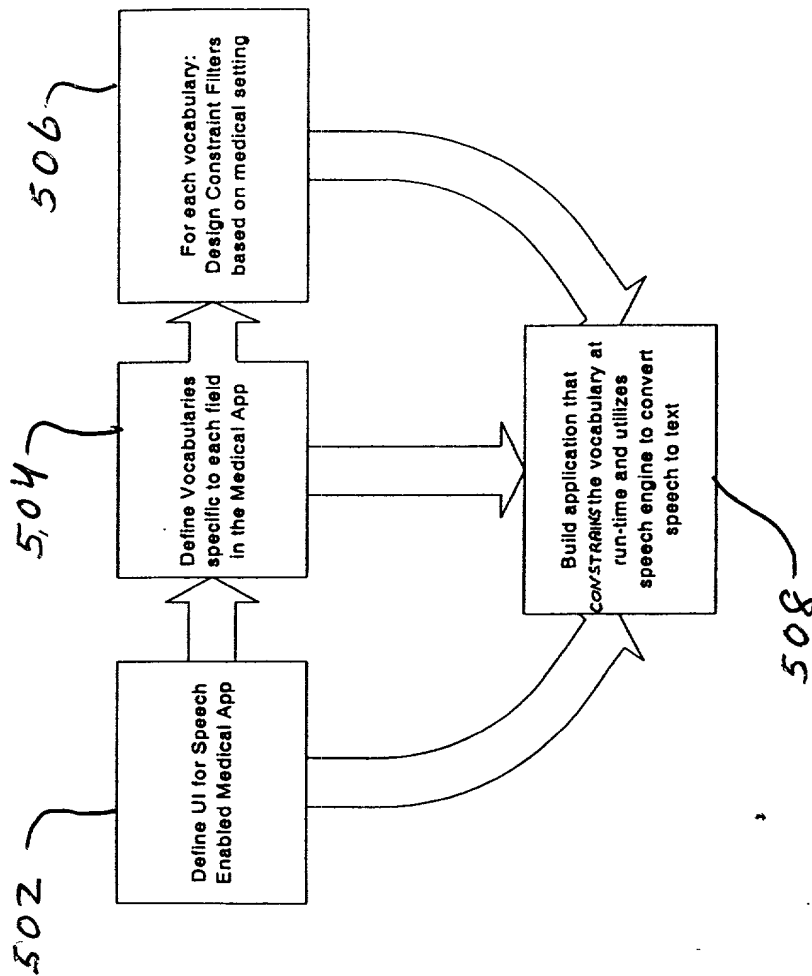 502
Define UI for Speech
Enabled Medical App
504
Define Vocabularies
specific to each field
in the Medical App
506
For each vocabulary:
Design Constraint Filters
based on medical setting
Build application that
CONSTRAINS the vocabulary at
run-time and utilizes
speech engine to convert
speech to text
508